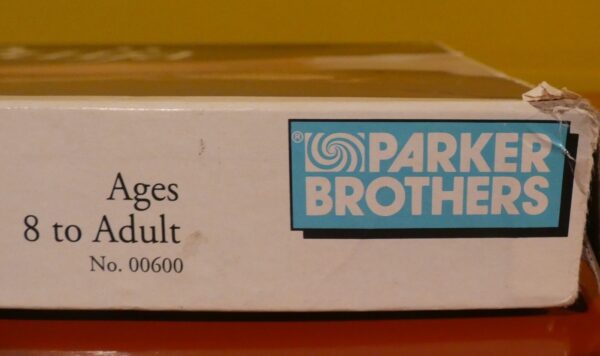 Ages
8 to Adult
No. 00600
® PARKER
BROTHERS